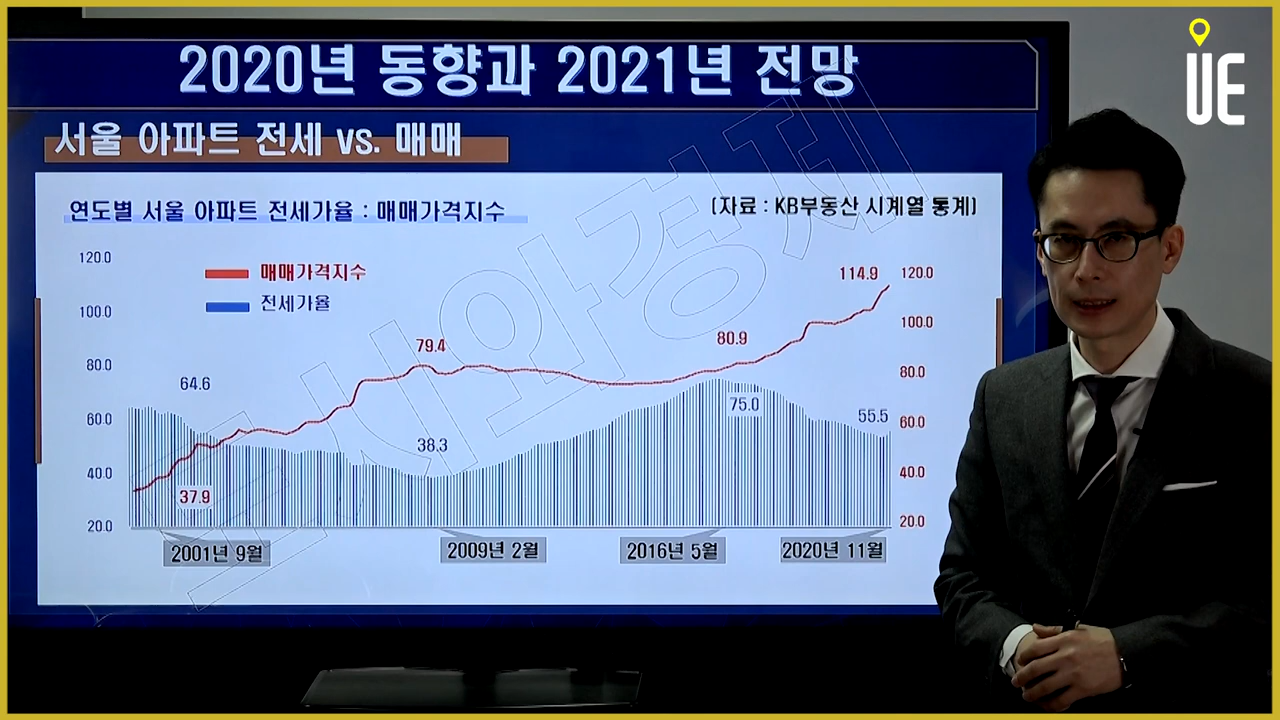 2020년 동향과 2021년 전망
UE
서울 아파트 전세 vs. 매매
연도별 서울 아파트 전세가율 : 매매가격지수
(자료 : KB부동산 시계열 통계)
매매가격지수
전세가율
120.0
100.0
80.0
60.0
40.0
20.0
64.6
37.9
79.4
38.3
80.9
75.0
114.9
55.5
120.0
100.0
80.0
60.0
40.0
20.0
2001년 9월
2009년 2월
2016년 5월
2020년 11월
도시와경제